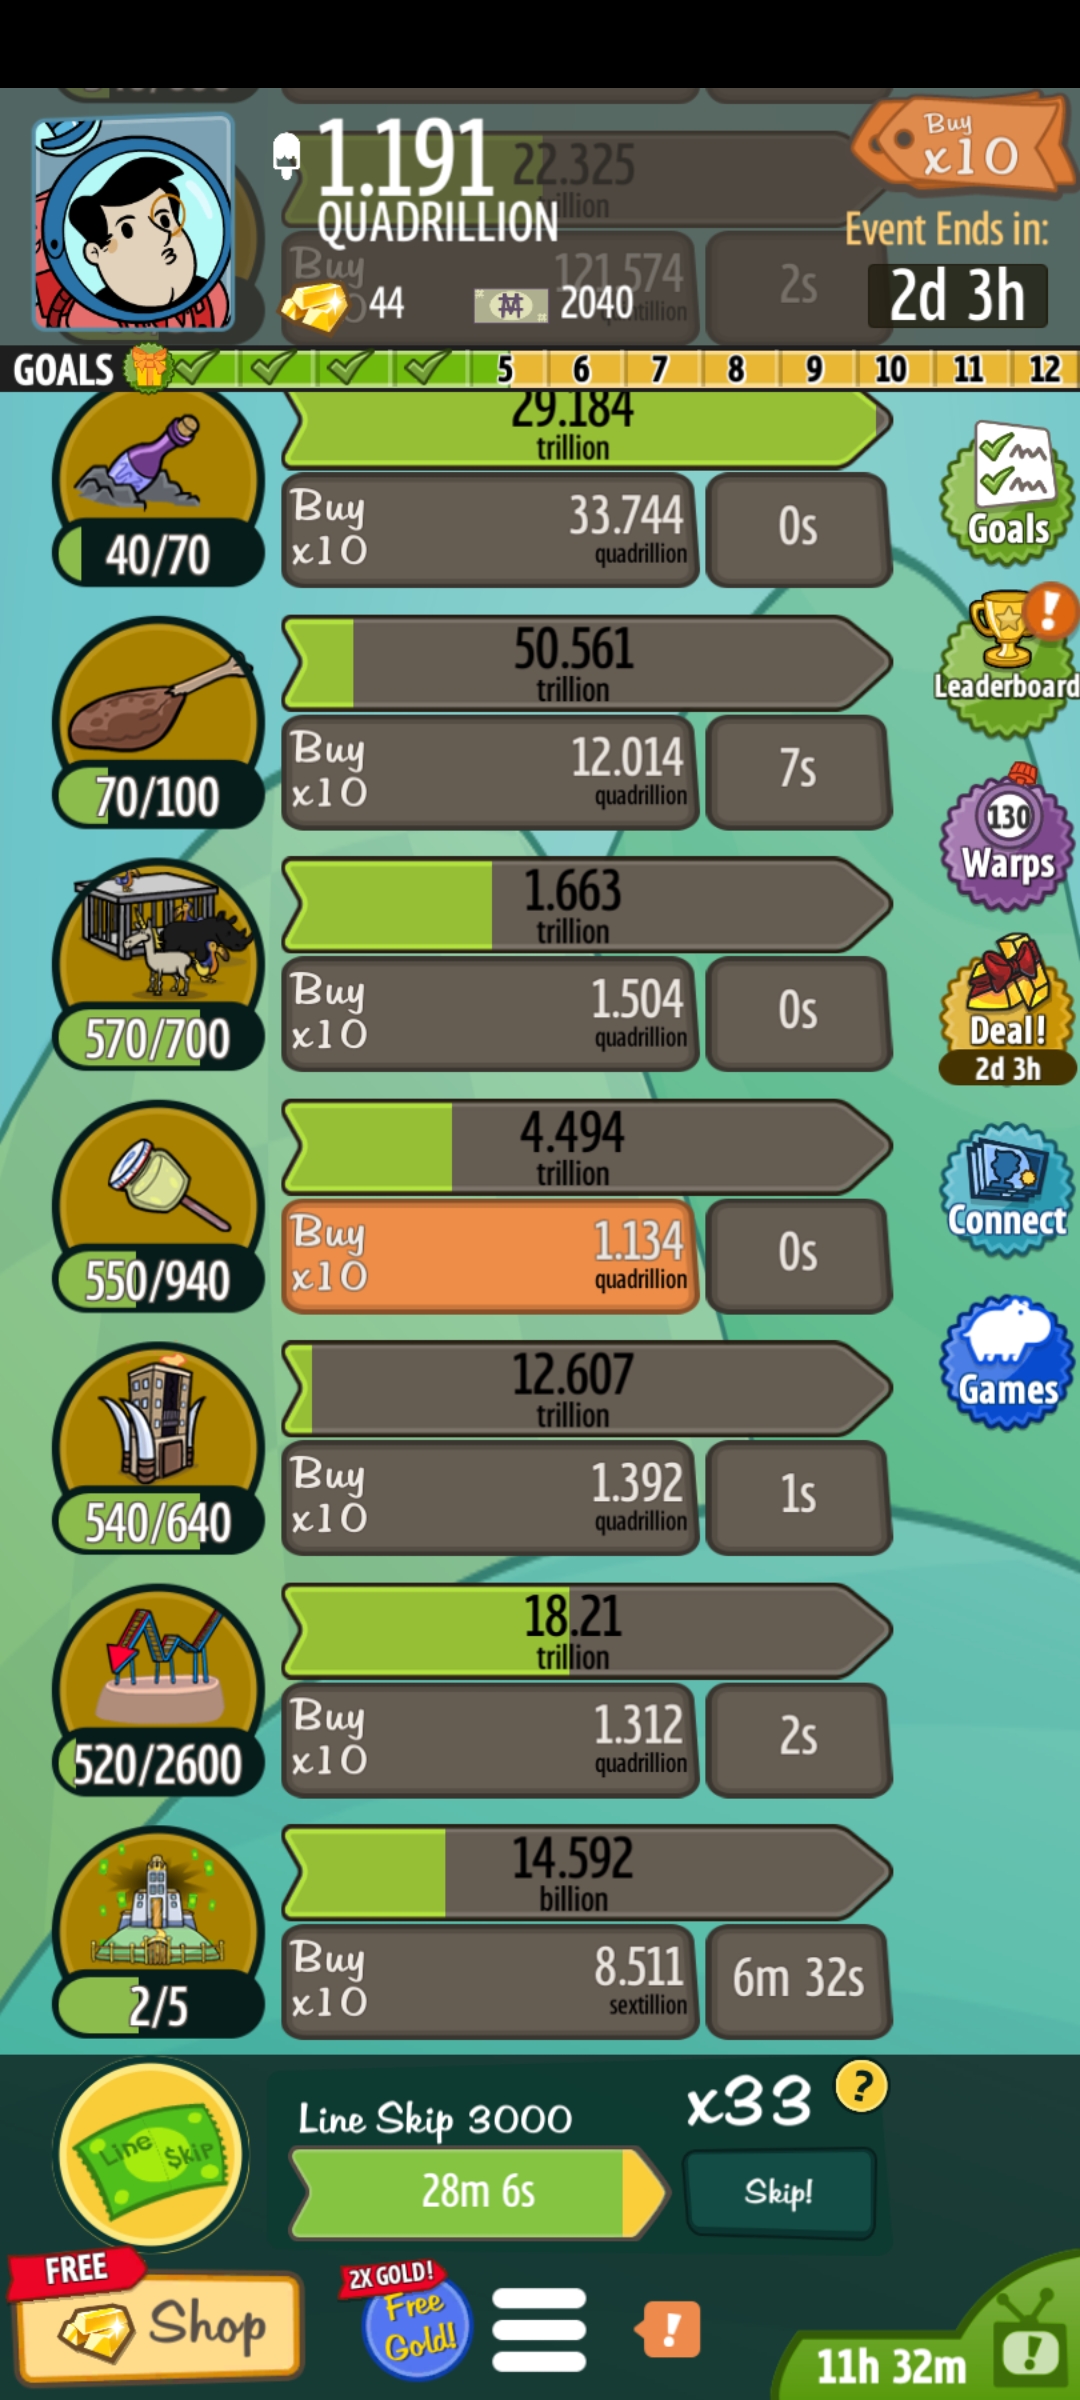 1.191
22.325
QUADRILLION
Buy
x10
Event Ends in:
Buy
121.574
2s
2d 3h
44
2040
GOALS
5
6
7
8
9
10
11
12
29.184
trillion
Buy
x10
33.744
quadrillion
0s
40/70
Goals
50.561
trillion
Buy
x10
12.014
quadrillion
7s
70/100
Leaderboard
1.663
trillion
Buy
x10
1.504
quadrillion
0s
570/700
130
Warps
Deal!
2d 3h
4.494
trillion
Buy
x10
1.134
quadrillion
0s
550/940
Connect
12.607
trillion
Buy
x10
1.392
quadrillion
1s
540/640
Games
18.21
trillion
Buy
x10
1.312
quadrillion
2s
520/2600
14.592
billion
Buy
x10
8.511
sextillion
6m 32s
2/5
Line Skip
Line Skip 3000
x33
?
28m 6s
Skip!
FREE
Shop
2X GOLD!
Free
Gold!
!
11h 32m
!